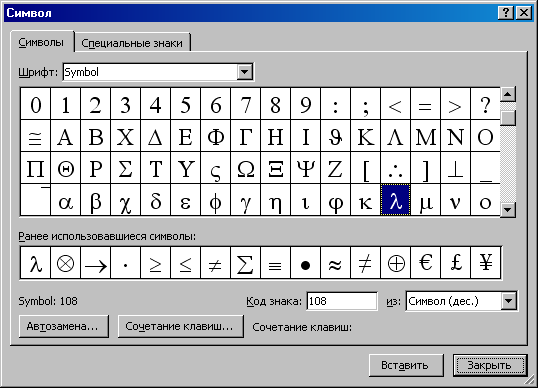 Символ
Символы Специальные знаки
Шрифт: Symbol
0 1 2 3 4 5 6 7 8 9 : ; < = > ?
≅ Α Β Χ Δ Ε Φ Γ Η Ι ϑ Κ Λ Μ Ν Ο
Π Θ Ρ Σ Τ Υ ς Ω Ξ Ψ Ζ [ ∴ ] ⊥ _
‾ α β χ δ ε ϕ γ η ι φ κ λ μ ν ο
Ранее использовавшиеся символы:
λ ⊗ → · ≥ ≤ ≠ ∑ ≡ • ≈ ≠ ⊕ € £ ¥
Symbol: 108 Код знака: 108 из: Символ (дес.)
Автозамена... Сочетание клавиш... Сочетание клавиш:
Вставить Закрыть